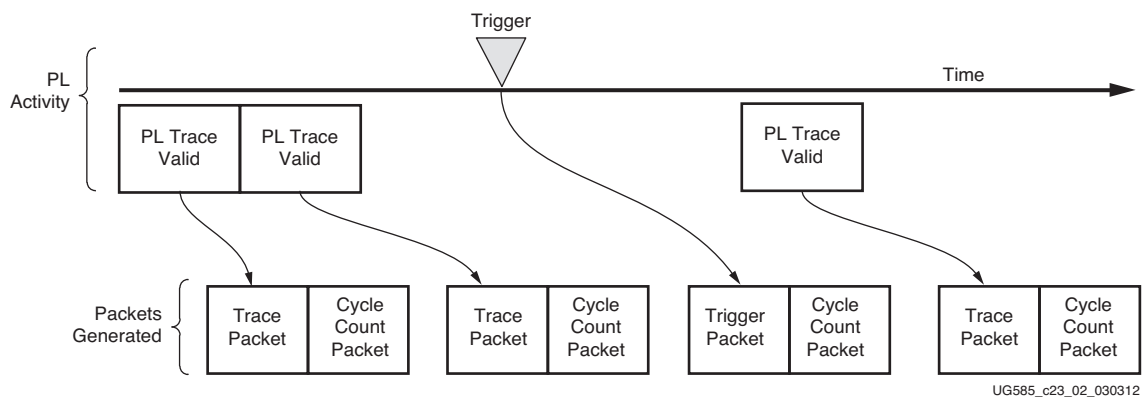 Trigger
Time
PL
Activity
PL Trace
Valid
PL Trace
Valid
PL Trace
Valid
Packets
Generated
Trace
Packet
Cycle
Count
Packet
Trace
Packet
Cycle
Count
Packet
Trigger
Packet
Cycle
Count
Packet
Trace
Packet
Cycle
Count
Packet
UG585_c23_02_030312